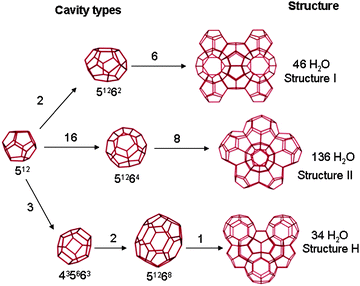 Cavity types
Structure
6
5¹²6²
46 H₂O
Structure I
2
16
8
5¹²
5¹²6⁴
136 H₂O
Structure II
3
2
1
4³5⁶6³
5¹²6⁸
34 H₂O
Structure H